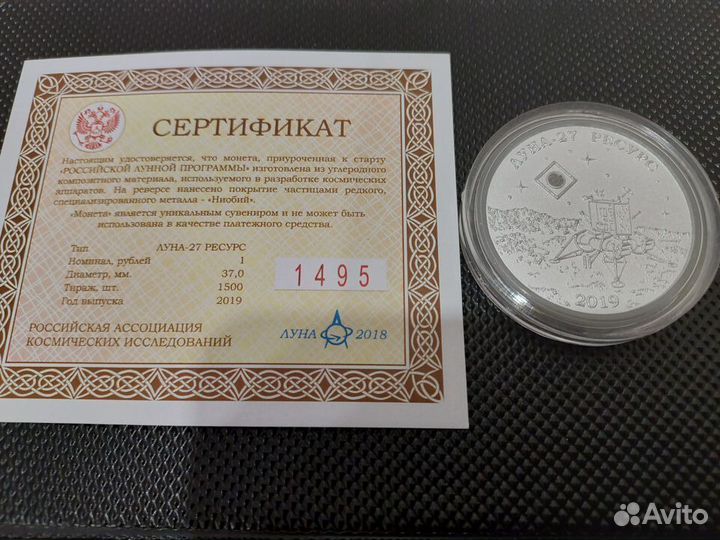 СЕРТИФИКАТ
Настоящим удостоверяется, что монета, приуроченная к старту
«РОССИЙСКОЙ ЛУННОЙ ПРОГРАММЫ» изготовлена из углеродного
композитного материала, используемого в разработке космических
аппаратов. На реверсе нанесено покрытие частицами редкого,
специализированного металла - «Ниобий».
«Монета» является уникальным сувениром и не может быть
использована в качестве платежного средства.
Тип ЛУНА-27 РЕСУРС
Номинал, рублей 1
Диаметр, мм. 37,0
Тираж, шт. 1500
Год выпуска 2019
1495
РОССИЙСКАЯ АССОЦИАЦИЯ
КОСМИЧЕСКИХ ИССЛЕДОВАНИЙ
ЛУНА 2018
ЛУНА-27 РЕСУРС
2019
Avito